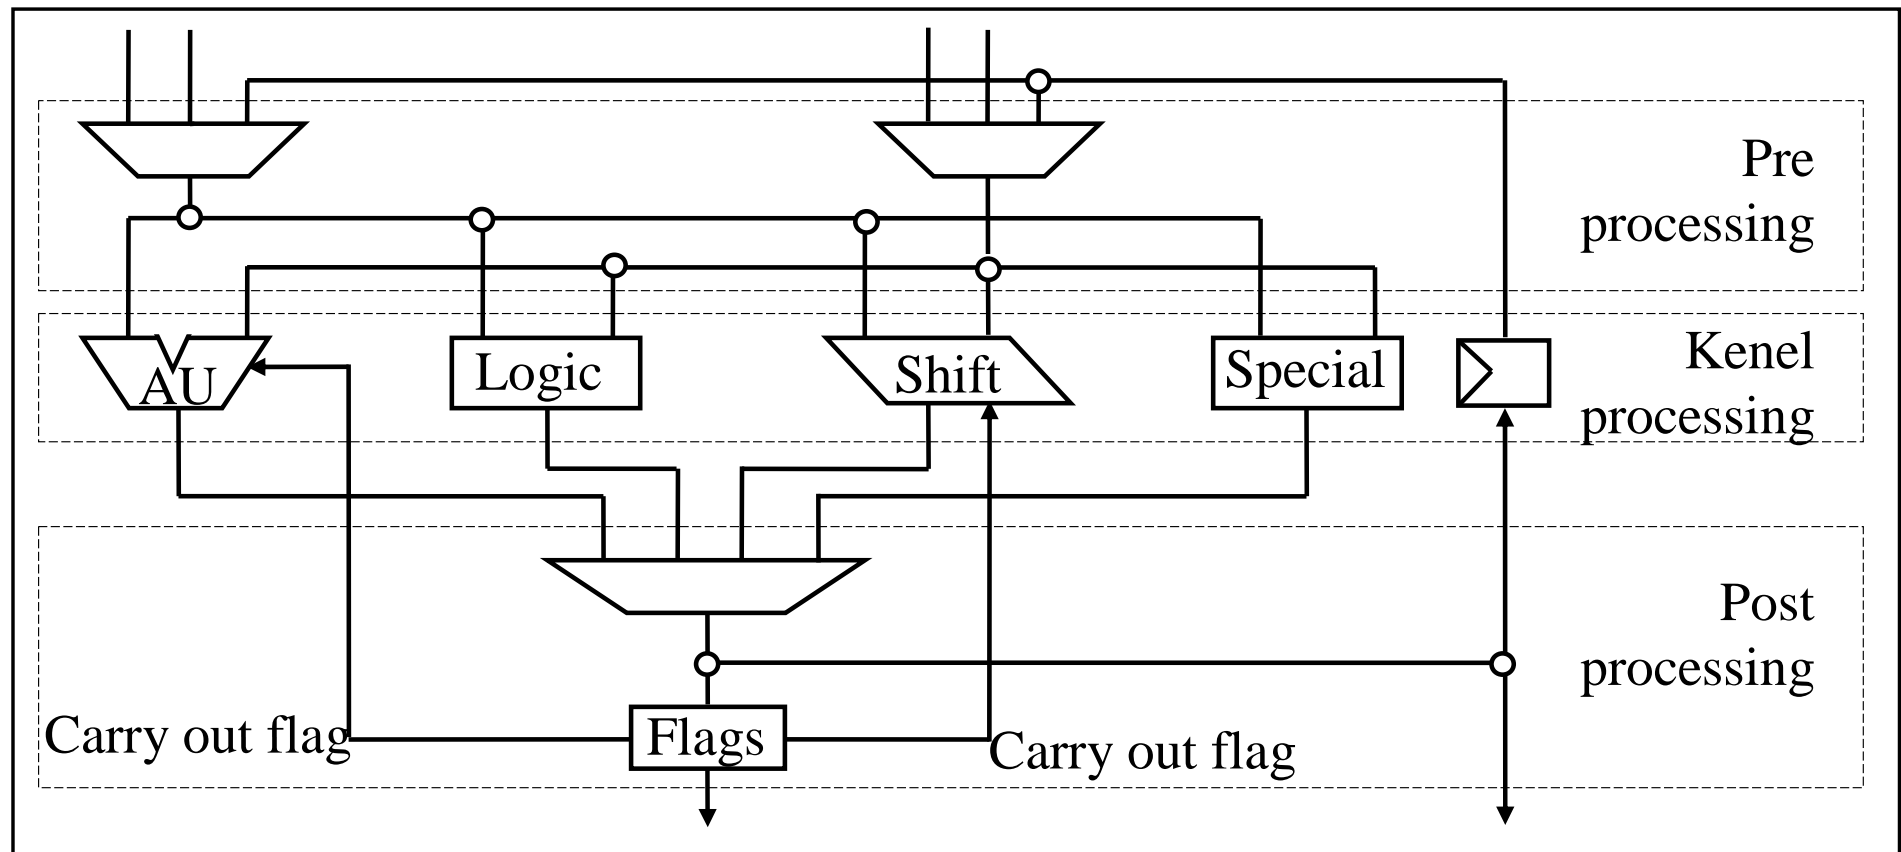 Pre
processing
AU
Logic
Shift
Special
Kenel
processing
Post
processing
Carry out flag
Flags
Carry out flag